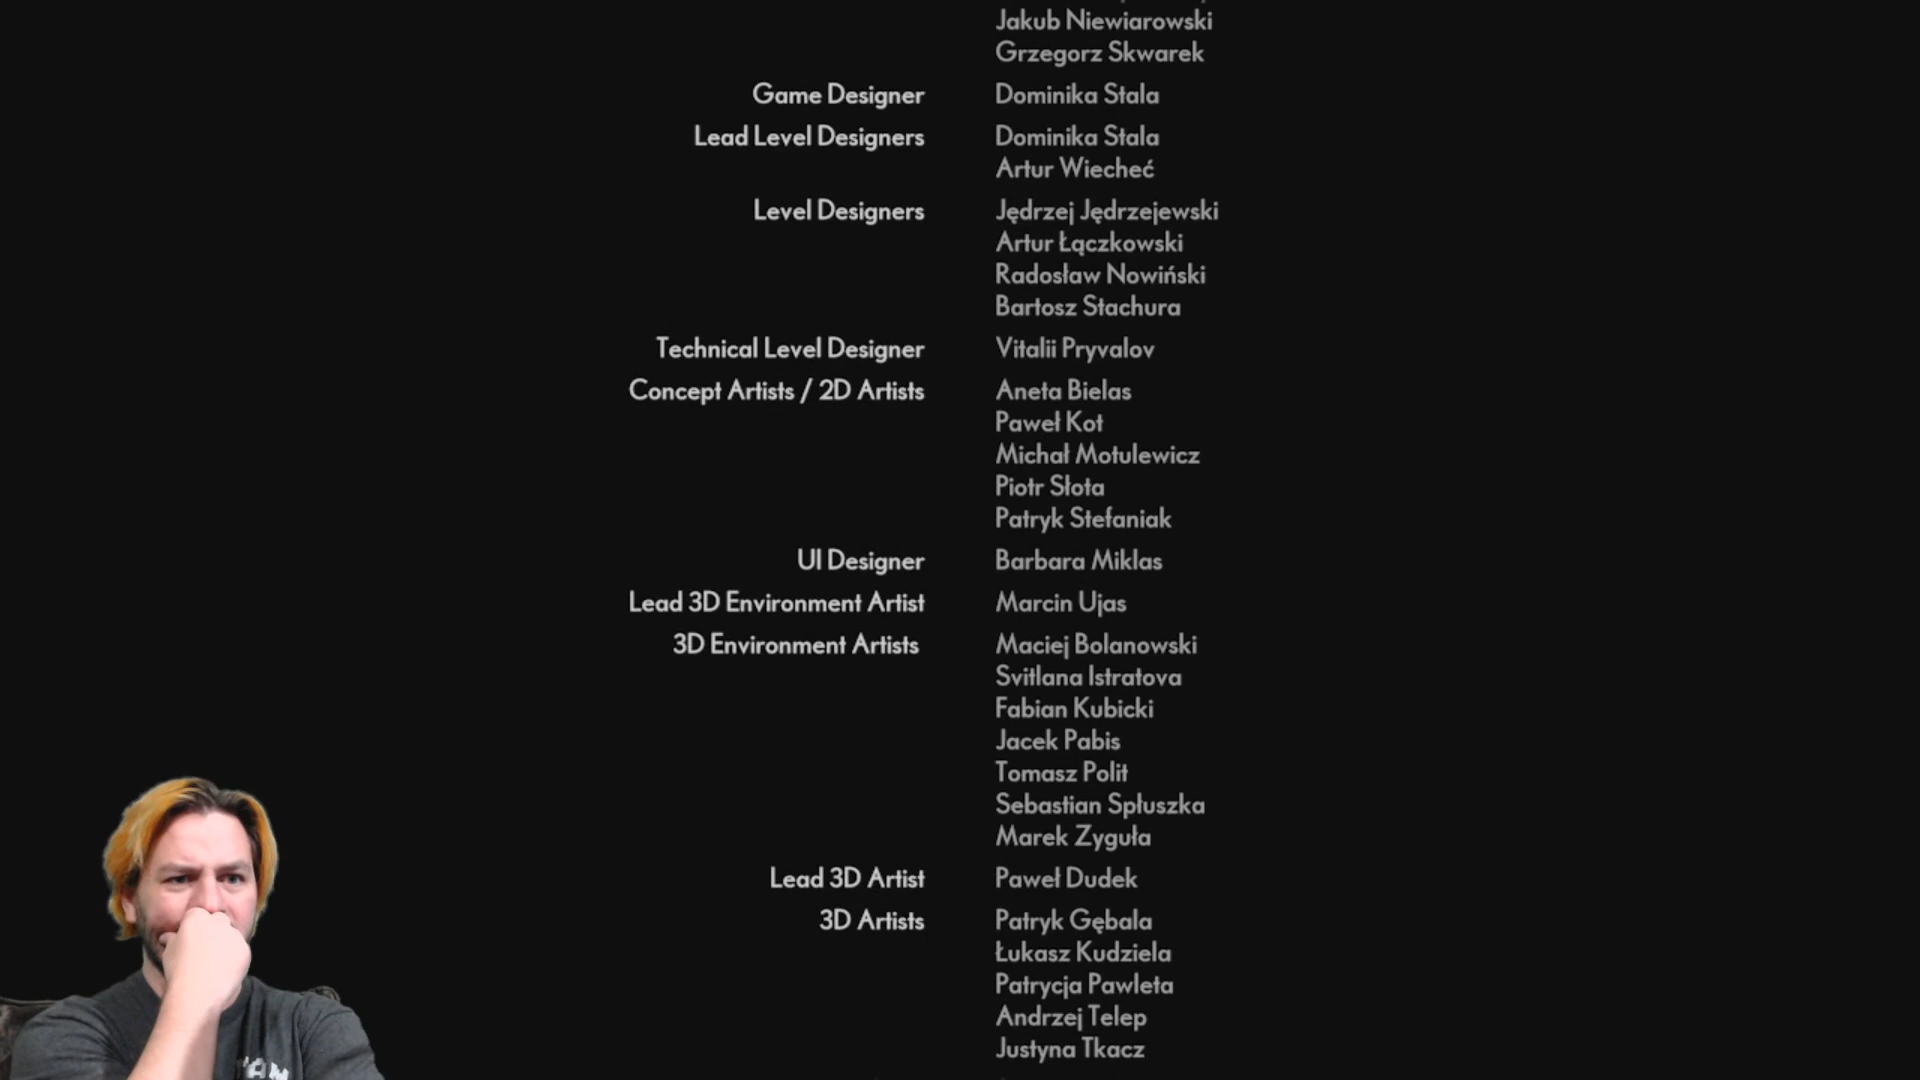 Jakub Niewiarowski
Grzegorz Skwarek
Game Designer Dominika Stala
Lead Level Designers Dominika Stala
Artur Wiecheć
Level Designers Jędrzej Jędrzejewski
Artur Łączkowski
Radosław Nowiński
Bartosz Stachura
Technical Level Designer Vitalii Pryvalov
Concept Artists / 2D Artists Aneta Bielas
Paweł Kot
Michał Motulewicz
Piotr Słota
Patryk Stefaniak
UI Designer Barbara Miklas
Lead 3D Environment Artist Marcin Ujas
3D Environment Artists Maciej Bolanowski
Svitlana Istratova
Fabian Kubicki
Jacek Pabis
Tomasz Polit
Sebastian Spłuszka
Marek Zyguła
Lead 3D Artist Paweł Dudek
3D Artists Patryk Gębala
Łukasz Kudziela
Patrycja Pawleta
Andrzej Telep
Justyna Tkacz